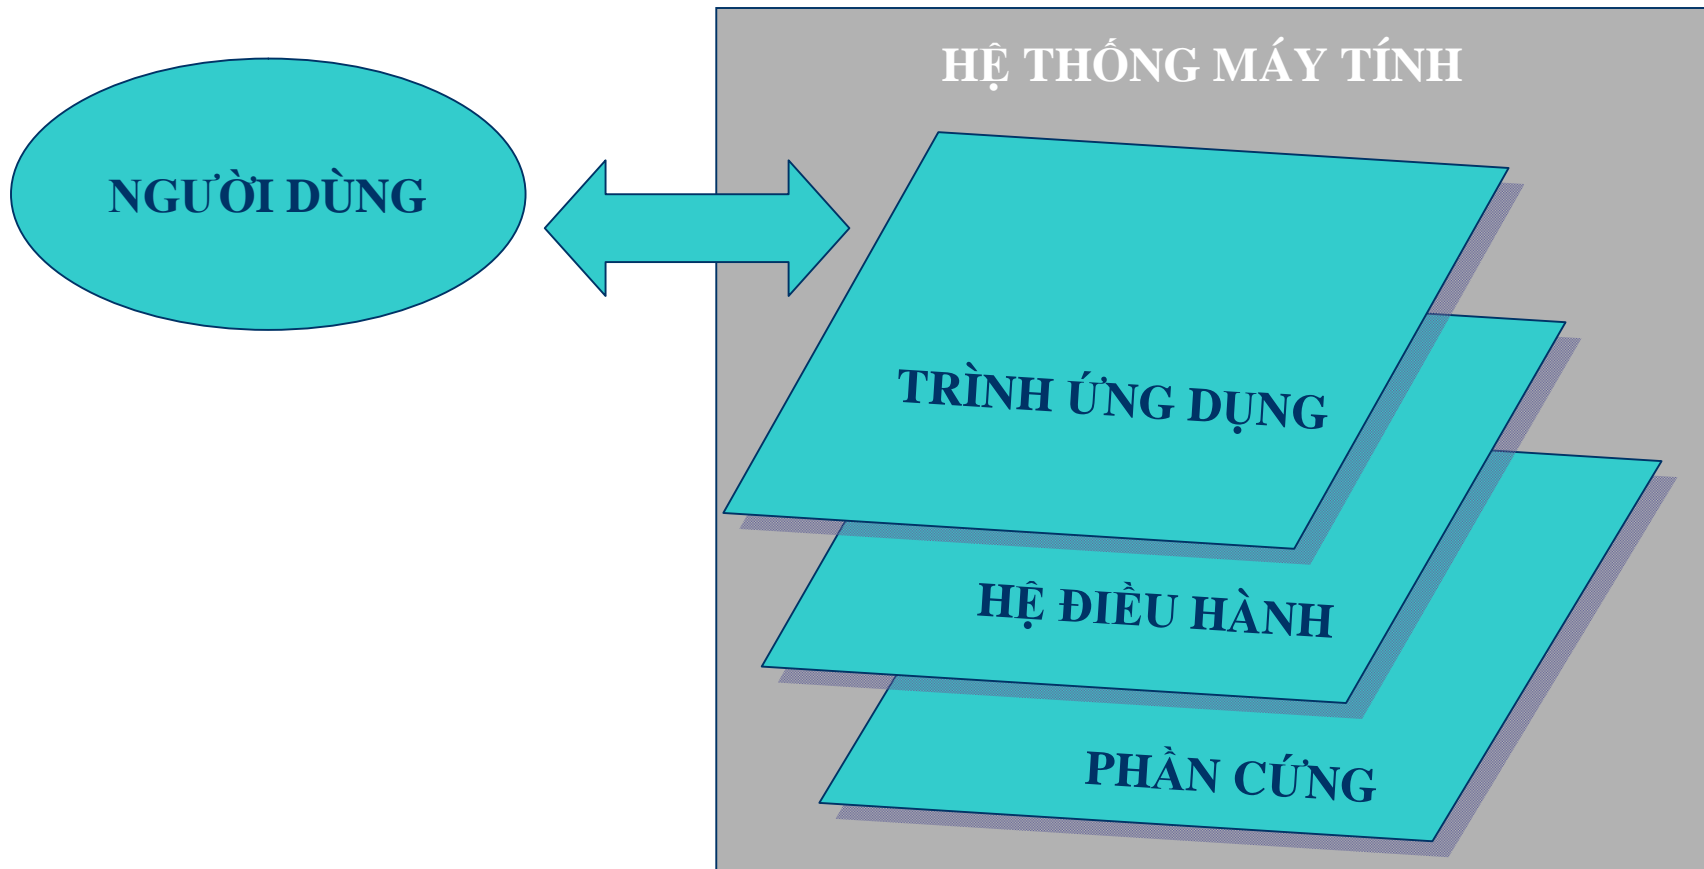 HỆ THỐNG MÁY TÍNH
NGƯỜI DÙNG
TRÌNH ỨNG DỤNG
HỆ ĐIỀU HÀNH
PHẦN CỨNG